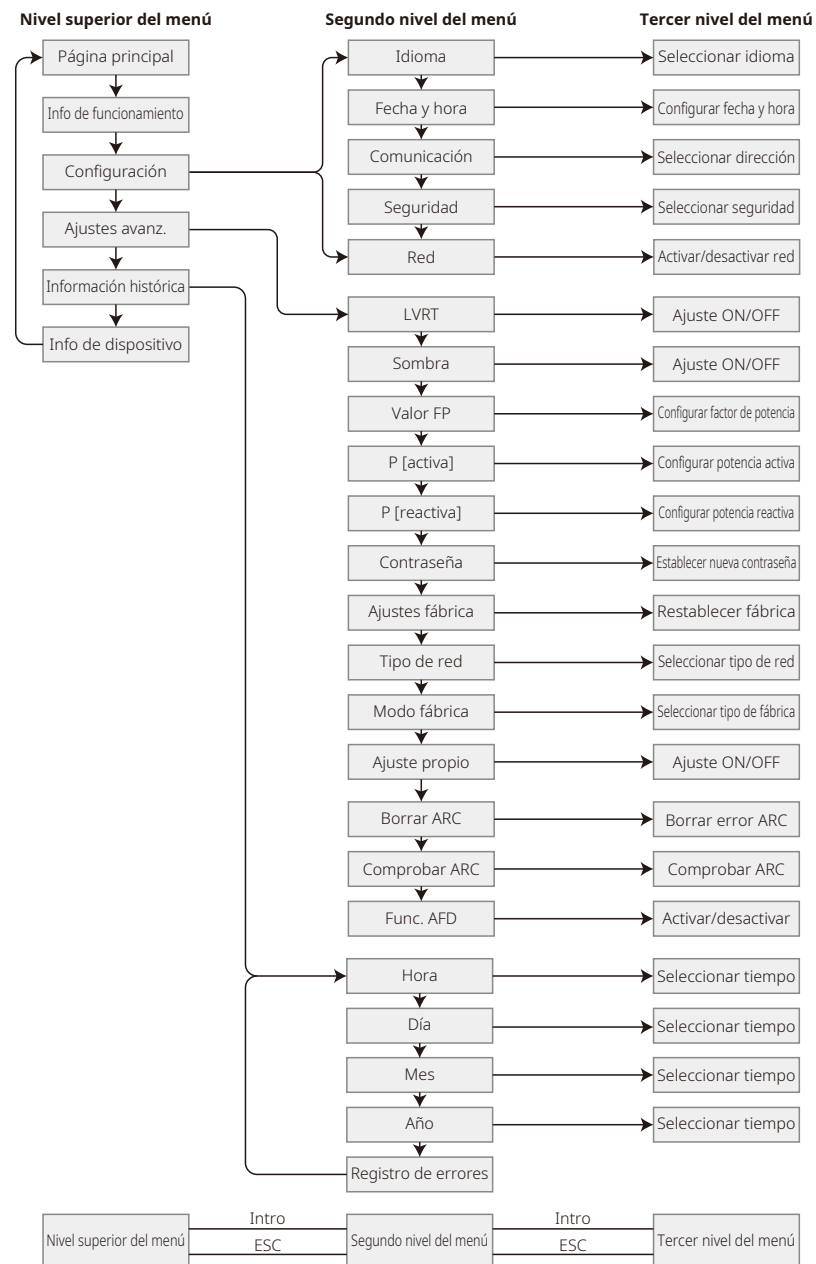 Nivel superior del menú
Segundo nivel del menú
Tercer nivel del menú
Página principal
Info de funcionamiento
Configuración
Ajustes avanz.
Información histórica
Info de dispositivo
Idioma
Seleccionar idioma
Fecha y hora
Configurar fecha y hora
Comunicación
Seleccionar dirección
Seguridad
Seleccionar seguridad
Red
Activar/desactivar red
LVRT
Ajuste ON/OFF
Sombra
Ajuste ON/OFF
Valor FP
Configurar factor de potencia
P [activa]
Configurar potencia activa
P [reactiva]
Configurar potencia reactiva
Contraseña
Establecer nueva contraseña
Ajustes fábrica
Restablecer fábrica
Tipo de red
Seleccionar tipo de red
Modo fábrica
Seleccionar tipo de fábrica
Ajuste propio
Ajuste ON/OFF
Borrar ARC
Borrar error ARC
Comprobar ARC
Comprobar ARC
Func. AFD
Activar/desactivar
Hora
Seleccionar tiempo
Día
Seleccionar tiempo
Mes
Seleccionar tiempo
Año
Seleccionar tiempo
Registro de errores
Nivel superior del menú
Intro
ESC
Segundo nivel del menú
Intro
ESC
Tercer nivel del menú